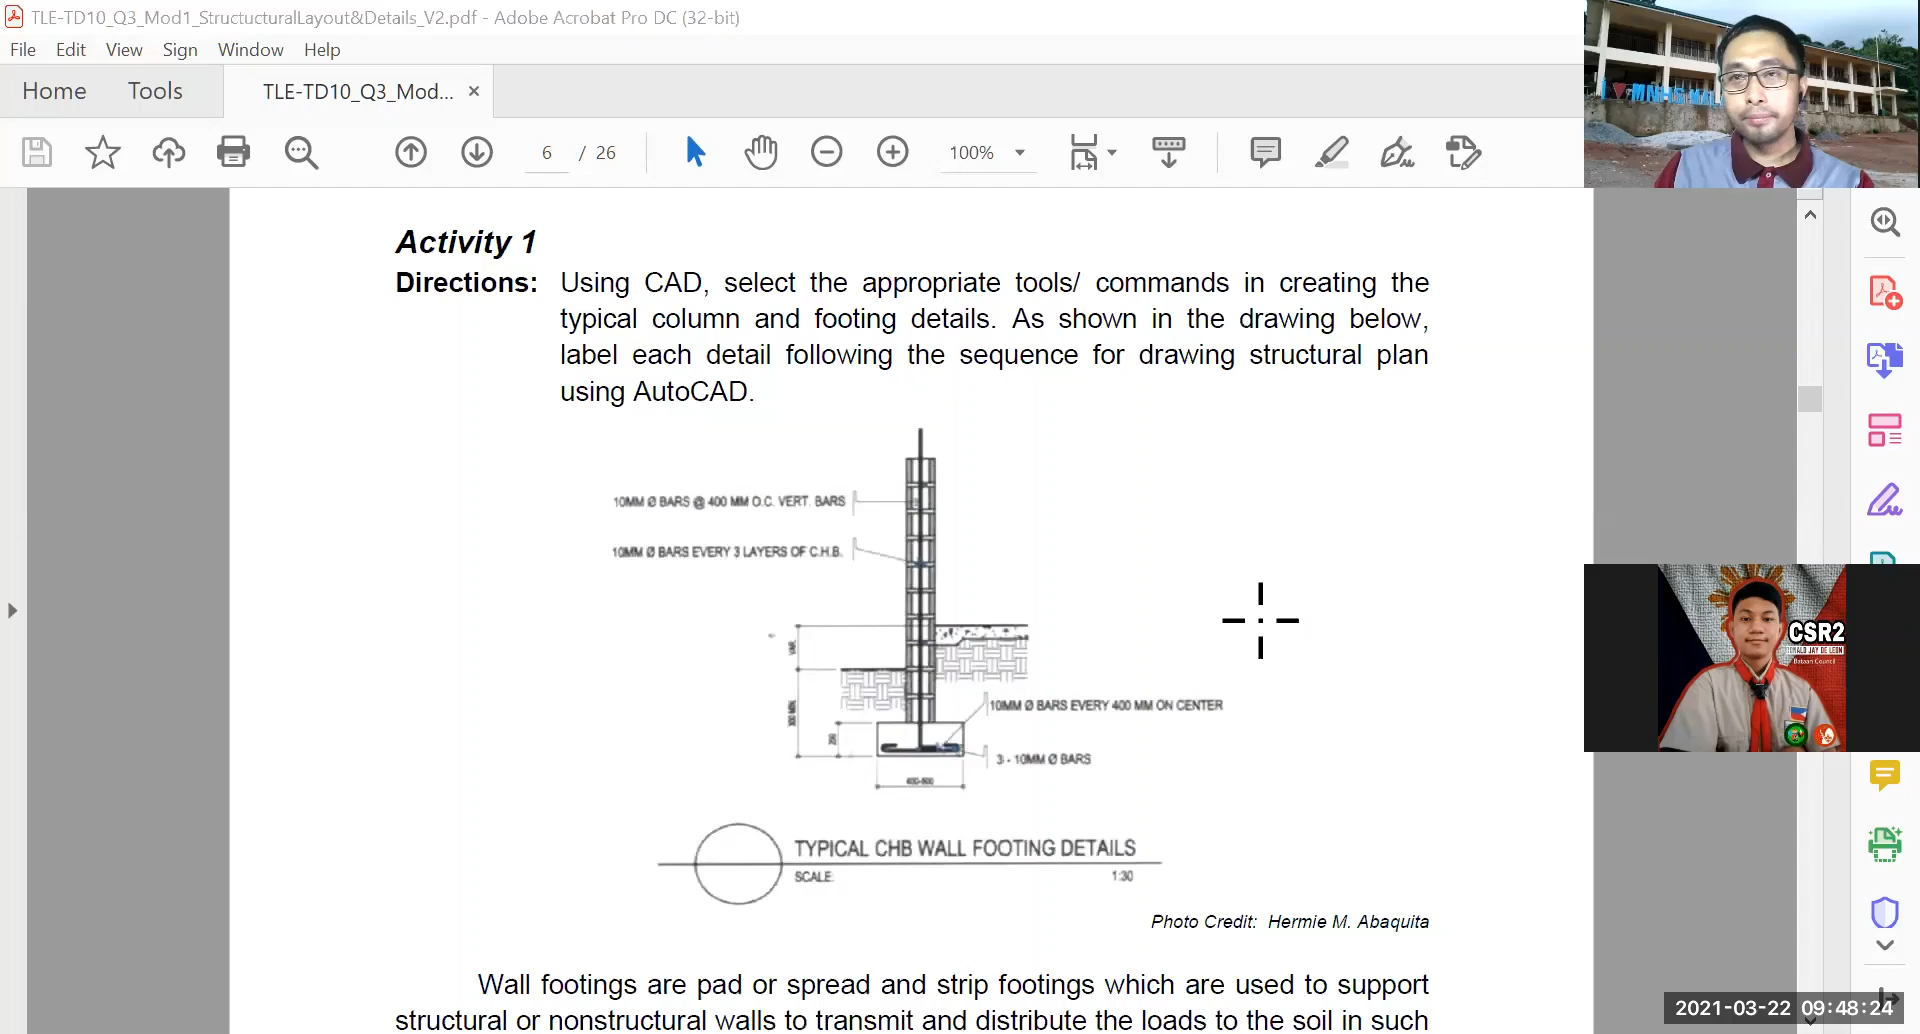 TLE-TD10_Q3_Mod1_StructucturalLayout&Details_V2.pdf - Adobe Acrobat Pro DC (32-bit)
File Edit View Sign Window Help
Home Tools TLE-TD10_Q3_Mod... ×
6 / 26 100%
Activity 1
Directions: Using CAD, select the appropriate tools/ commands in creating the
typical column and footing details. As shown in the drawing below,
label each detail following the sequence for drawing structural plan
using AutoCAD.
10MM Ø BARS @ 400 MM O.C. VERT. BARS
10MM Ø BARS EVERY 3 LAYERS OF C.H.B.
VAR.
10MM Ø BARS EVERY 400 MM ON CENTER
3 - 10MM Ø BARS
TYPICAL CHB WALL FOOTING DETAILS
SCALE: 1:30
Photo Credit: Hermie M. Abaquita
Wall footings are pad or spread and strip footings which are used to support
structural or nonstructural walls to transmit and distribute the loads to the soil in such
CSR2
Bataan Council
2021-03-22 09:48:24